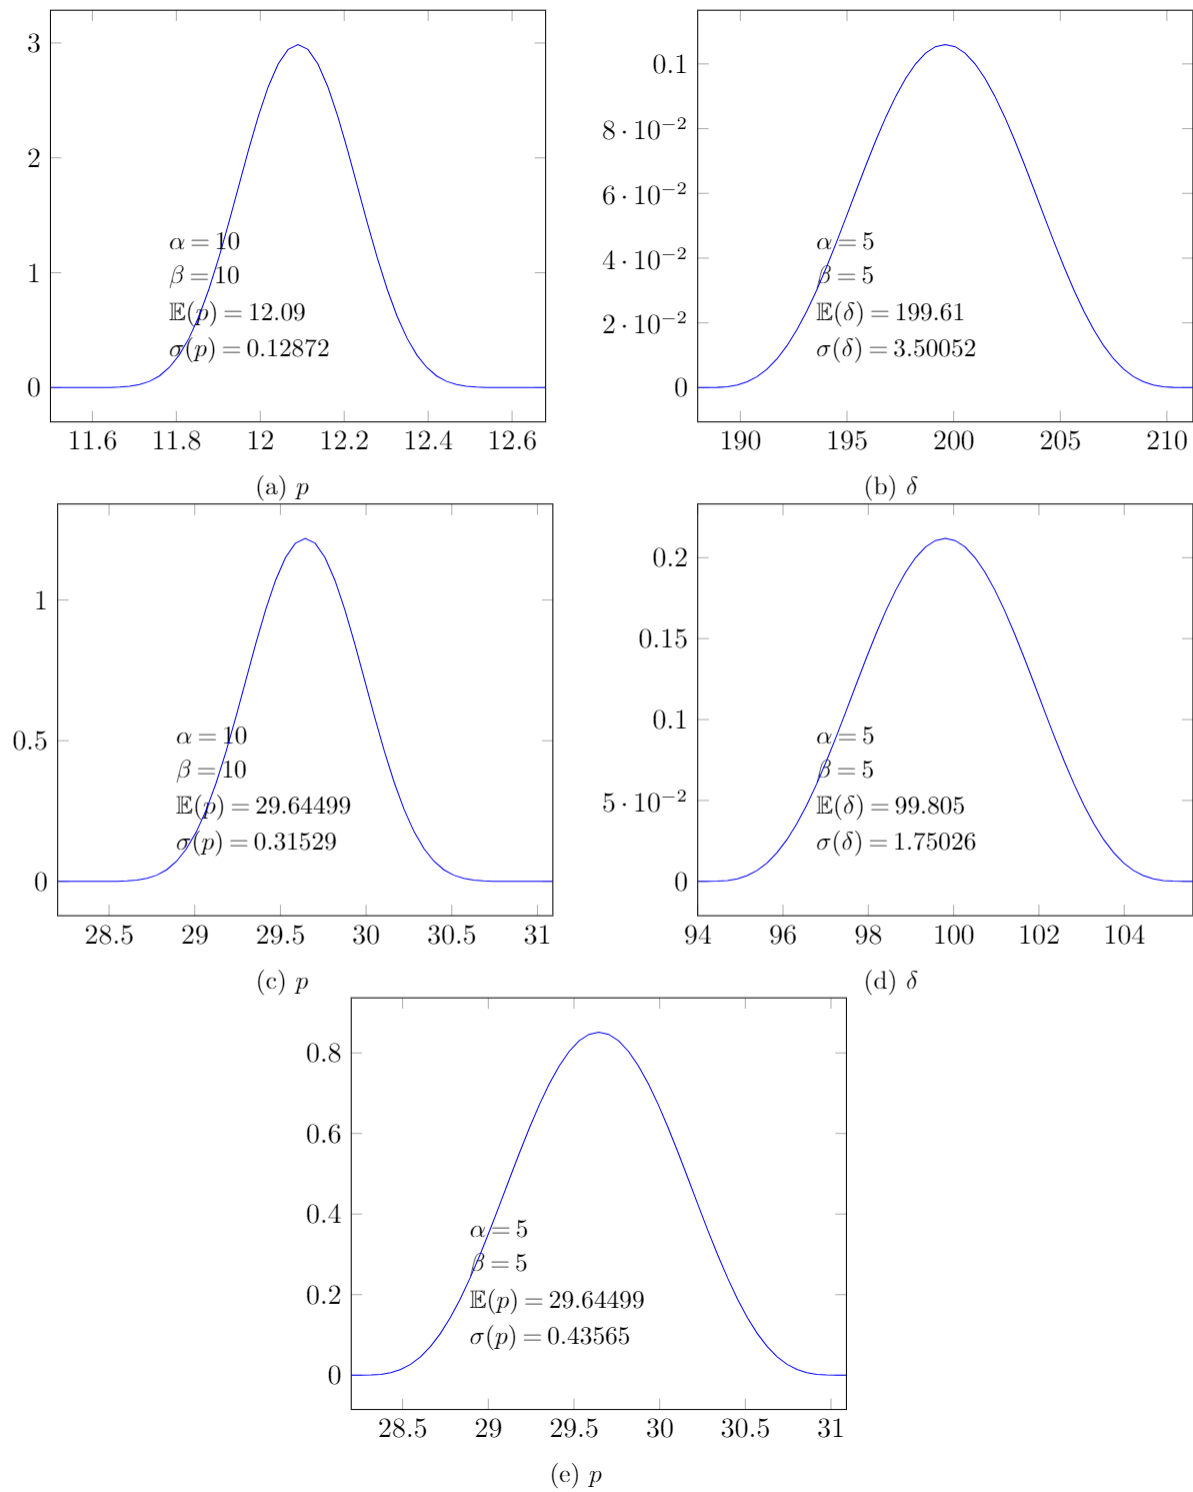 3
2
1
0
α = 10
β = 10
𝔼(p) = 12.09
σ(p) = 0.12872
11.6 11.8 12 12.2 12.4 12.6
(a) p
0.1
8 · 10⁻²
6 · 10⁻²
4 · 10⁻²
2 · 10⁻²
0
α = 5
β = 5
𝔼(δ) = 199.61
σ(δ) = 3.50052
190 195 200 205 210
(b) δ
1
0.5
0
α = 10
β = 10
𝔼(p) = 29.64499
σ(p) = 0.31529
28.5 29 29.5 30 30.5 31
(c) p
0.2
0.15
0.1
5 · 10⁻²
0
α = 5
β = 5
𝔼(δ) = 99.805
σ(δ) = 1.75026
94 96 98 100 102 104
(d) δ
0.8
0.6
0.4
0.2
0
α = 5
β = 5
𝔼(p) = 29.64499
σ(p) = 0.43565
28.5 29 29.5 30 30.5 31
(e) p